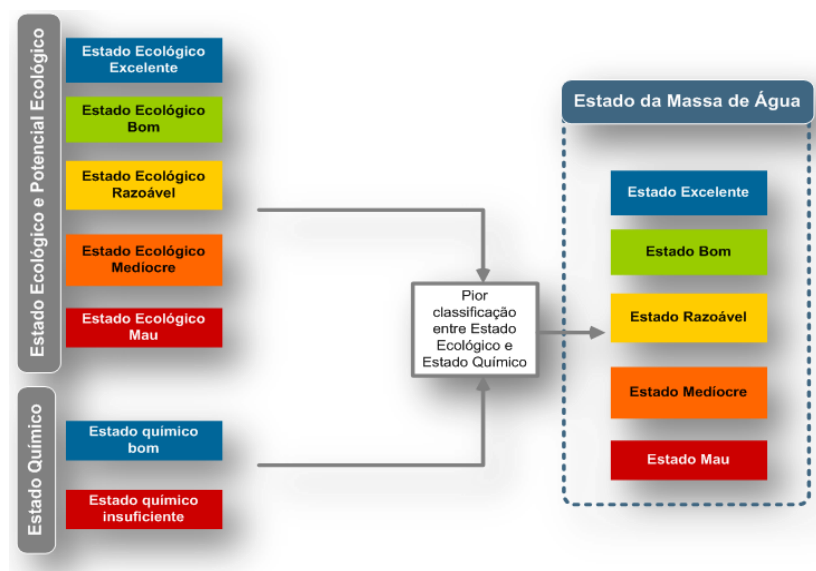 Estado Ecológico e Potencial Ecológico
Estado Ecológico
Excelente
Estado Ecológico
Bom
Estado Ecológico
Razoável
Estado Ecológico
Medíocre
Estado Ecológico
Mau
Estado Químico
Estado químico
bom
Estado químico
insuficiente
Pior
classificação
entre Estado
Ecológico e
Estado Químico
Estado da Massa de Água
Estado Excelente
Estado Bom
Estado Razoável
Estado Medíocre
Estado Mau